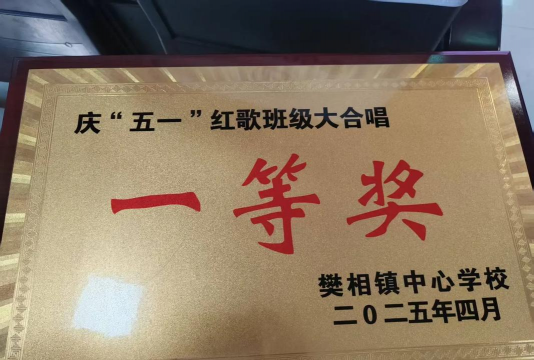 庆“五一”红歌班级大合唱
一等奖
樊相镇中心学校
二0二五年四月